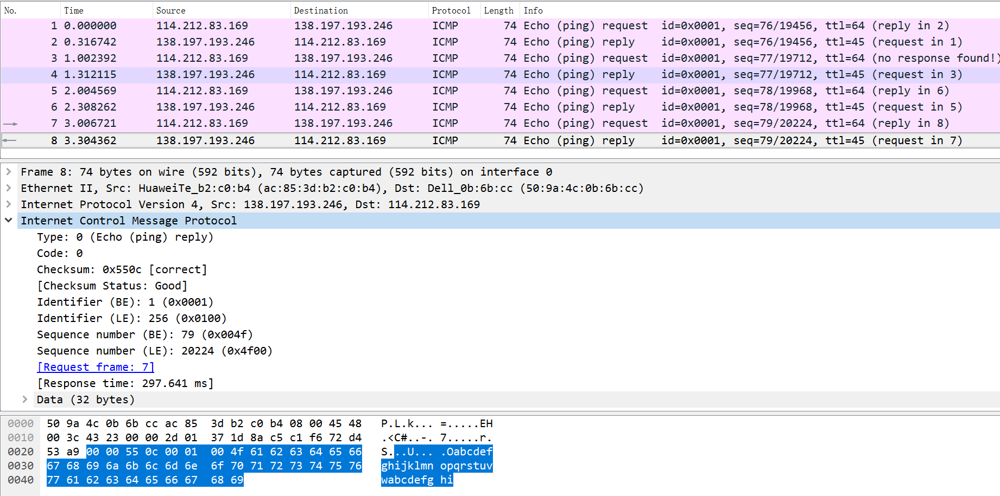 No. Time Source Destination Protocol Length Info
1 0.000000 114.212.83.169 138.197.193.246 ICMP 74 Echo (ping) request id=0x0001, seq=76/19456, ttl=64 (reply in 2)
2 0.316742 138.197.193.246 114.212.83.169 ICMP 74 Echo (ping) reply id=0x0001, seq=76/19456, ttl=45 (request in 1)
3 1.002392 114.212.83.169 138.197.193.246 ICMP 74 Echo (ping) request id=0x0001, seq=77/19712, ttl=64 (no response found!)
4 1.312115 138.197.193.246 114.212.83.169 ICMP 74 Echo (ping) reply id=0x0001, seq=77/19712, ttl=45 (request in 3)
5 2.004569 114.212.83.169 138.197.193.246 ICMP 74 Echo (ping) request id=0x0001, seq=78/19968, ttl=64 (reply in 6)
6 2.308262 138.197.193.246 114.212.83.169 ICMP 74 Echo (ping) reply id=0x0001, seq=78/19968, ttl=45 (request in 5)
7 3.006721 114.212.83.169 138.197.193.246 ICMP 74 Echo (ping) request id=0x0001, seq=79/20224, ttl=64 (reply in 8)
8 3.304362 138.197.193.246 114.212.83.169 ICMP 74 Echo (ping) reply id=0x0001, seq=79/20224, ttl=45 (request in 7)
Frame 8: 74 bytes on wire (592 bits), 74 bytes captured (592 bits) on interface 0
Ethernet II, Src: HuaweiTe_b2:c0:b4 (ac:85:3d:b2:c0:b4), Dst: Dell_0b:6b:cc (50:9a:4c:0b:6b:cc)
Internet Protocol Version 4, Src: 138.197.193.246, Dst: 114.212.83.169
Internet Control Message Protocol
Type: 0 (Echo (ping) reply)
Code: 0
Checksum: 0x550c [correct]
[Checksum Status: Good]
Identifier (BE): 1 (0x0001)
Identifier (LE): 256 (0x0100)
Sequence number (BE): 79 (0x004f)
Sequence number (LE): 20224 (0x4f00)
[Request frame: 7]
[Response time: 297.641 ms]
Data (32 bytes)
0000 50 9a 4c 0b 6b cc ac 85 3d b2 c0 b4 08 00 45 48 P.L.k... =.....EH
0010 00 3c 43 23 00 00 2d 01 37 1d 8a c5 c1 f6 72 d4 .<C#..-. 7.....r.
0020 53 a9 00 00 55 0c 00 01 00 4f 61 62 63 64 65 66 S...U... .Oabcdef
0030 67 68 69 6a 6b 6c 6d 6e 6f 70 71 72 73 74 75 76 ghijklmn opqrstuv
0040 77 61 62 63 64 65 66 67 68 69 wabcdefg hi